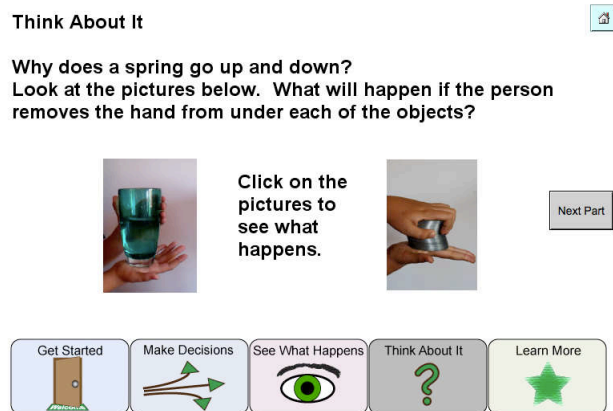 Think About It
Why does a spring go up and down?
Look at the pictures below. What will happen if the person
removes the hand from under each of the objects?
Click on the
pictures to
see what
happens.
Next Part
Get Started
Make Decisions
See What Happens
Think About It
Learn More
Welcome